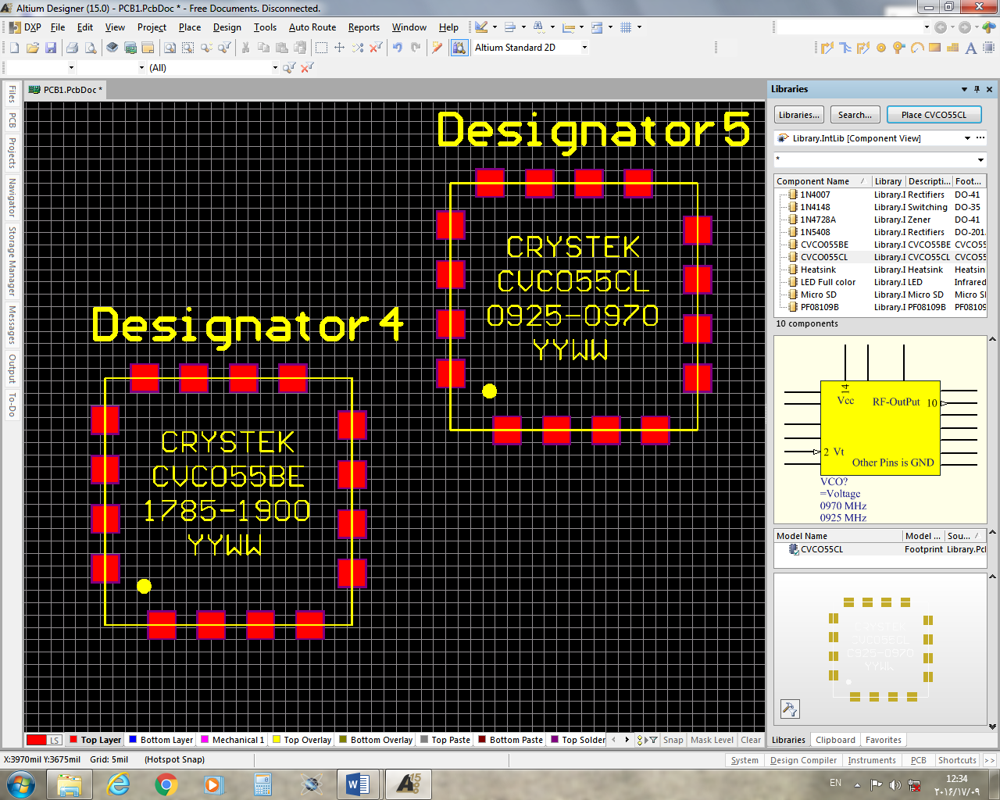 Altium Designer (15.0) - PCB1.PcbDoc * - Free Documents. Disconnected.
DXP File Edit View Project Place Design Tools Auto Route Reports Window Help
Altium Standard 2D
(All)
Files
PCB
Projects
Navigator
Storage Manager
Messages
Output
To-Do
PCB1.PcbDoc *
Designator5
CRYSTEK
CVCO55CL
0925-0970
YYWW
Designator4
CRYSTEK
CVCO55BE
1785-1900
YYWW
Libraries
Libraries... Search... Place CVCO55CL
Library.IntLib [Component View] ...
*
Component Name Library Descripti... Foot...
1N4007 Library.I Rectifiers DO-41
1N4148 Library.I Switching DO-35
1N4728A Library.I Zener DO-41
1N5408 Library.I Rectifiers DO-201.
CVCO055BE Library.I CVCO55BE CVCO55
CVCO055CL Library.I CVCO55CL CVCO55
Heatsink Library.I Heatsink Heatsin
LED Full color Library.I LED Infrared
Micro SD Library.I Micro SD Micro SI
PF08109B Library.I PF08109B PF08109
10 components
14
Vcc
RF-OutPut 10
2 Vt
Other Pins is GND
VCO?
=Voltage
0970 MHz
0925 MHz
Model Name Model ... Sou...
CVCO55CL Footprint Library.Pcl
CRYSTEK
CVCO55CL
0925-0970
YYWW
Libraries Clipboard Favorites
LS Top Layer Bottom Layer Mechanical 1 Top Overlay Bottom Overlay Top Paste Bottom Paste Top Solder Snap Mask Level Clear
X:3970mil Y:3675mil Grid: 5mil (Hotspot Snap)
System Design Compiler Instruments PCB Shortcuts >>
EN
12:34
٢٠١۶/١٧/٠٩